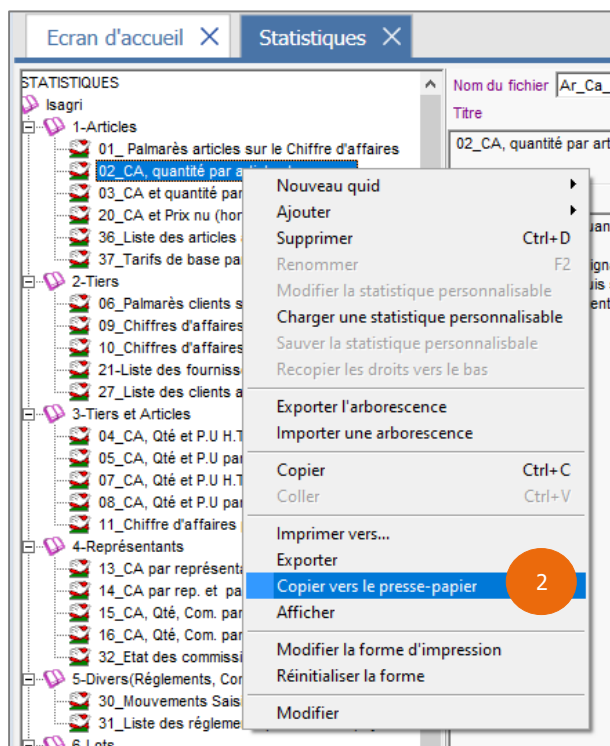 Ecran d'accueil
Statistiques
STATISTIQUES
Isagri
1-Articles
01_ Palmarès articles sur le Chiffre d'affaires
02_CA, quantité par
03_CA et quantité par
20_CA et Prix nu (hor
36_Liste des articles
37_Tarifs de base pa
2-Tiers
06_Palmarès clients s
09_Chiffres d'affaires
10_Chiffres d'affaires
21-Liste des fourniss
27_Liste des clients a
3-Tiers et Articles
04_CA, Qté et P.U H.T
05_CA, Qté et P.U par
07_CA, Qté et P.U H.T
08_CA, Qté et P.U par
11_Chiffre d'affaires
4-Représentants
13_CA par représenta
14_CA par rep. et pa
15_CA, Qté, Com. par
16_CA, Qté, Com. par
32_Etat des commissi
5-Divers(Réglements, Cor
30_Mouvements Sais
31_Liste des régleme
6-Lots
Nom du fichier Ar_Ca_
Titre
02_CA, quantité par art
Nouveau quid
Ajouter
Supprimer Ctrl+D
Renommer F2
Modifier la statistique personnalisable
Charger une statistique personnalisable
Sauver la statistique personnalisbale
Recopier les droits vers le bas
Exporter l'arborescence
Importer une arborescence
Copier Ctrl+C
Coller Ctrl+V
Imprimer vers...
Exporter
Copier vers le presse-papier 2
Afficher
Modifier la forme d'impression
Réinitialiser la forme
Modifier